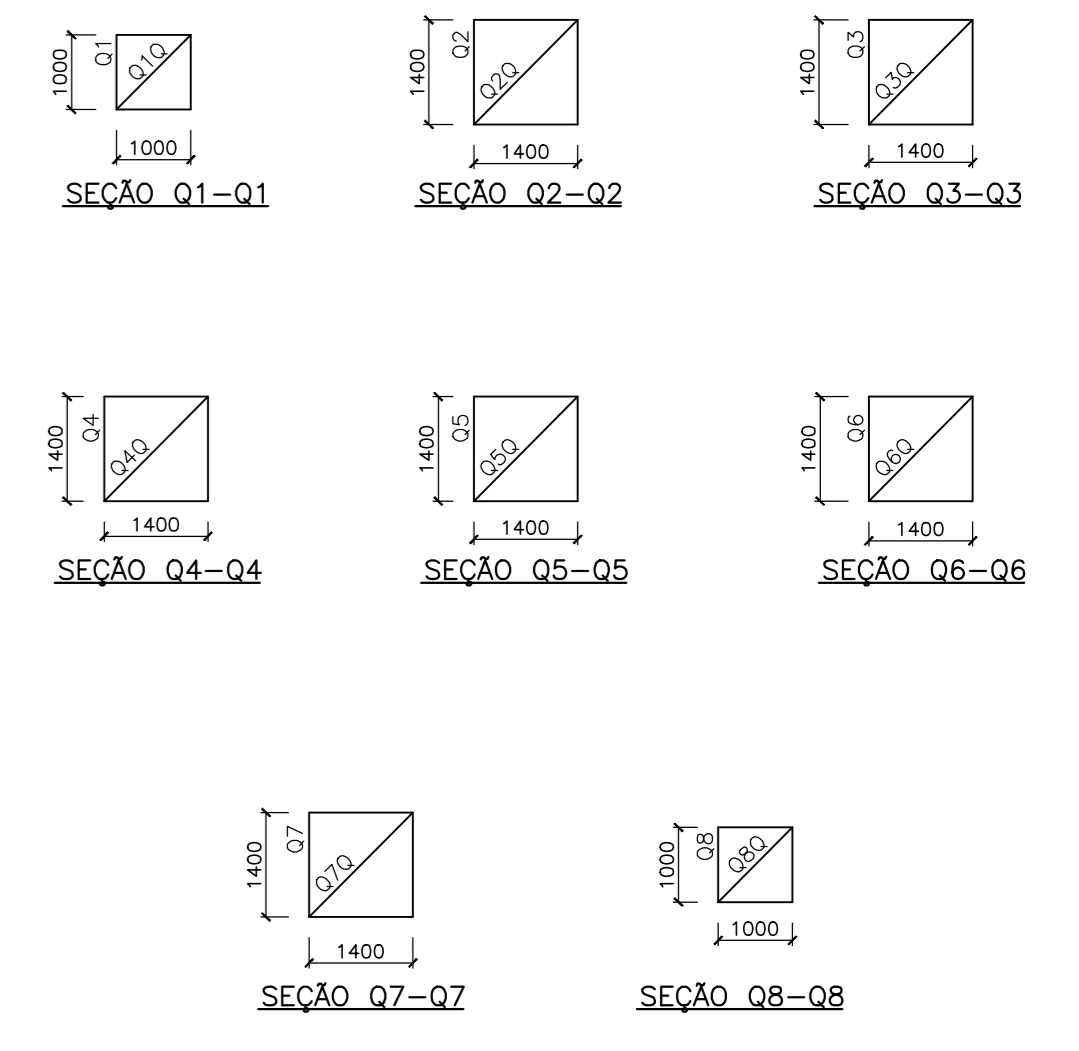 1000
Q1
Q1Q
1000
SEÇÃO Q1-Q1
1400
Q2
Q2Q
1400
SEÇÃO Q2-Q2
1400
Q3
Q3Q
1400
SEÇÃO Q3-Q3
1400
Q4
Q4Q
1400
SEÇÃO Q4-Q4
1400
Q5
Q5Q
1400
SEÇÃO Q5-Q5
1400
Q6
Q6Q
1400
SEÇÃO Q6-Q6
1400
Q7
Q7Q
1400
SEÇÃO Q7-Q7
1000
Q8
Q8Q
1000
SEÇÃO Q8-Q8